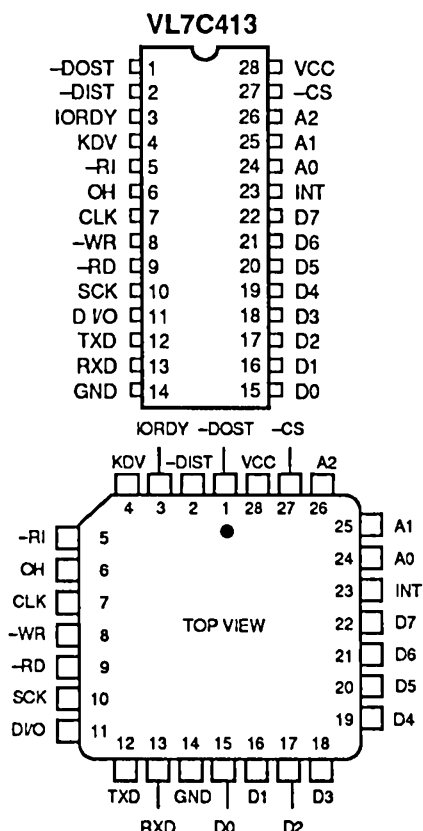 VL7C413
–DOST 1 28 VCC
–DIST 2 27 –CS
IORDY 3 26 A2
KDV 4 25 A1
–RI 5 24 A0
OH 6 23 INT
CLK 7 22 D7
–WR 8 21 D6
–RD 9 20 D5
SCK 10 19 D4
D I/O 11 18 D3
TXD 12 17 D2
RXD 13 16 D1
GND 14 15 D0
IORDY –DOST –CS
KDV –DIST VCC A2
4 3 2 1 28 27 26
–RI 5 25 A1
OH 6 24 A0
CLK 7 23 INT
–WR 8 TOP VIEW 22 D7
–RD 9 21 D6
SCK 10 20 D5
DI/O 11 19 D4
12 13 14 15 16 17 18
TXD GND D1 D3
RXD D0 D2